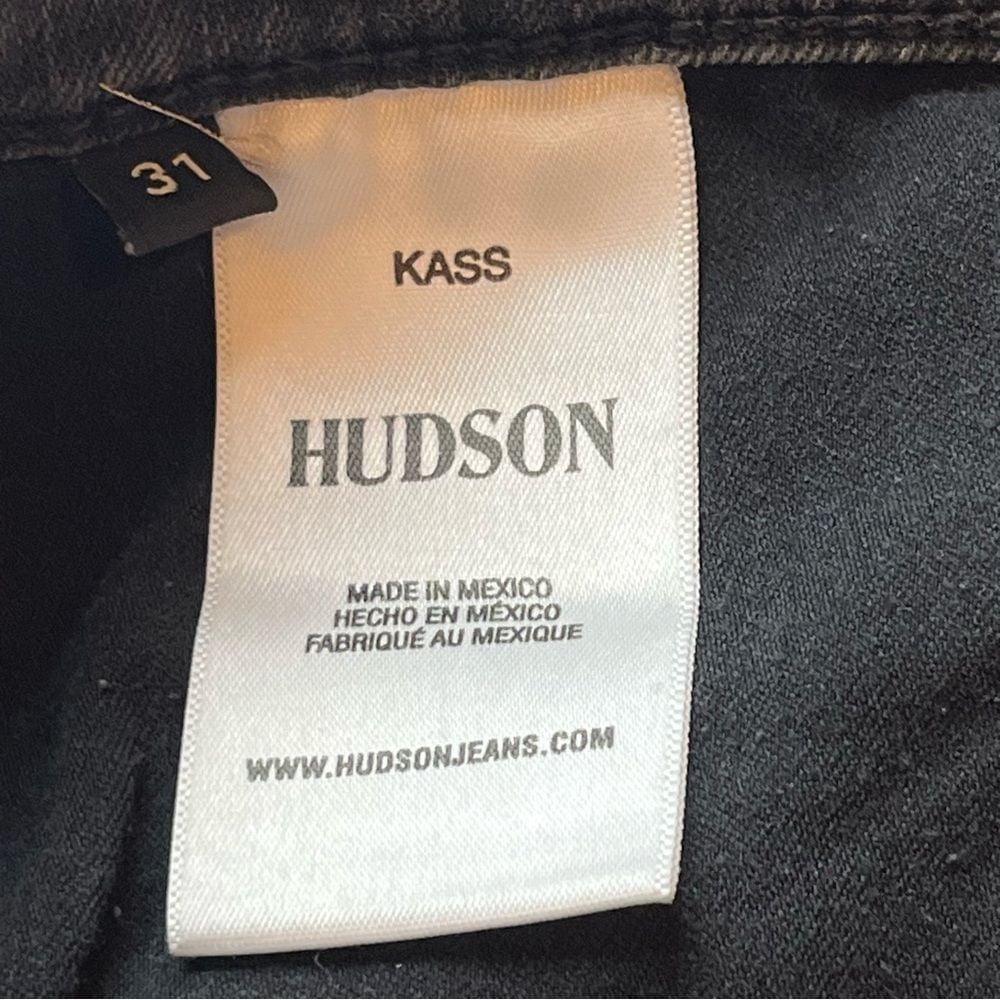 31
KASS
HUDSON
MADE IN MEXICO
HECHO EN MÉXICO
FABRIQUÉ AU MEXIQUE
WWW.HUDSONJEANS.COM